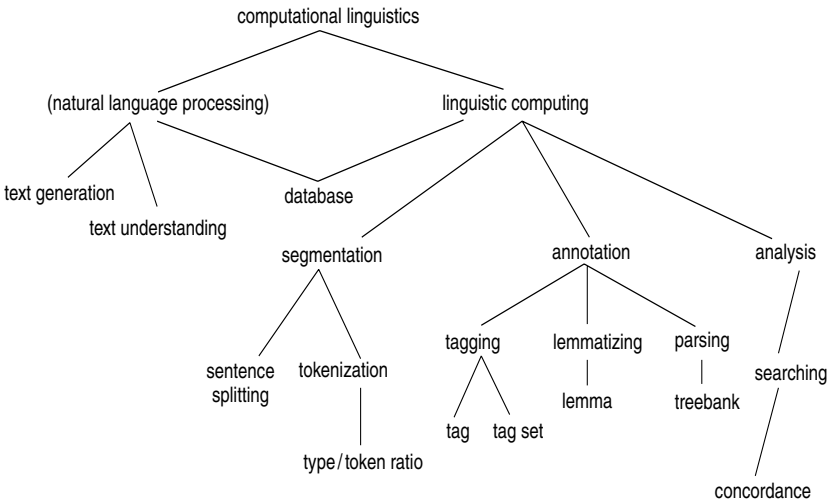 computational linguistics
(natural language processing)
linguistic computing
text generation
database
text understanding
segmentation
annotation
analysis
tagging
lemmatizing
parsing
sentence
splitting
tokenization
searching
lemma
treebank
tag
tag set
type/token ratio
concordance